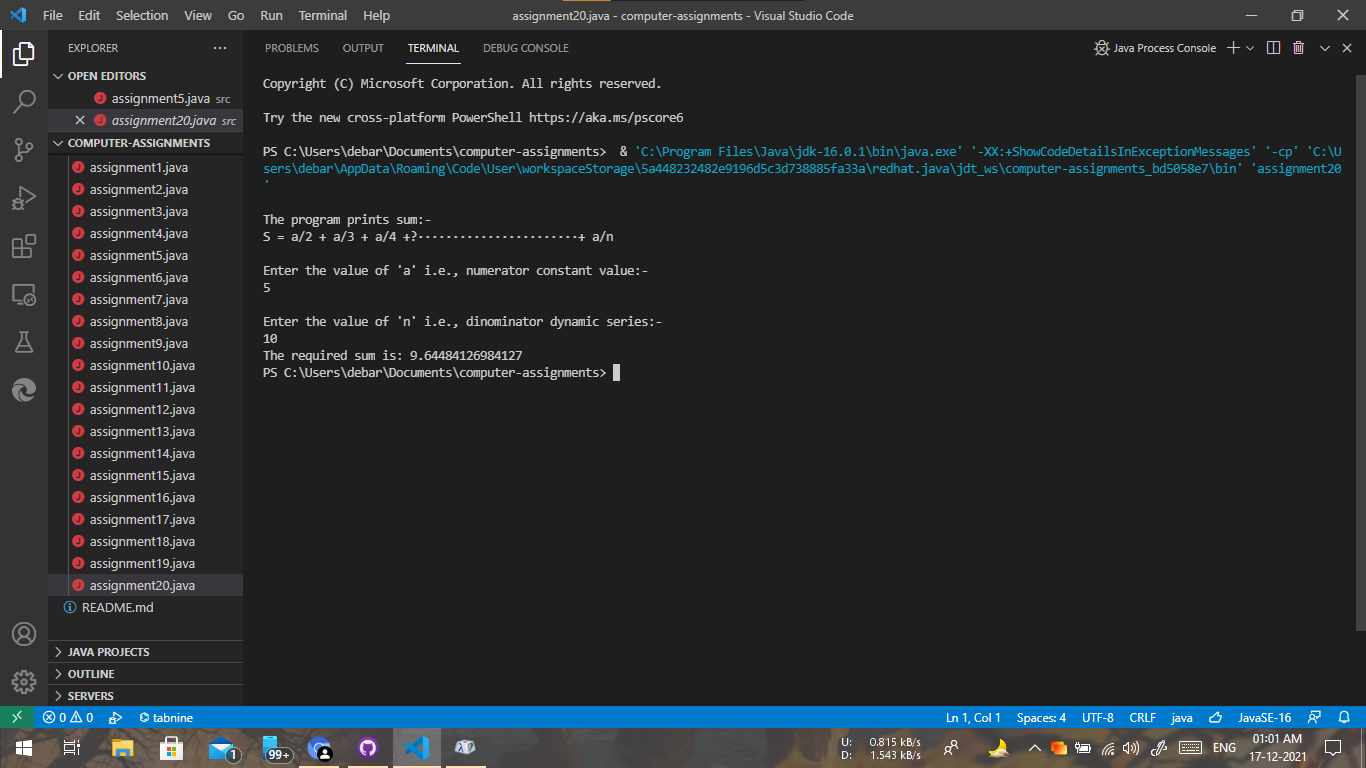 File Edit Selection View Go Run Terminal Help
assignment20.java - computer-assignments - Visual Studio Code
EXPLORER
OPEN EDITORS
assignment5.java src
assignment20.java src
COMPUTER-ASSIGNMENTS
assignment1.java
assignment2.java
assignment3.java
assignment4.java
assignment5.java
assignment6.java
assignment7.java
assignment8.java
assignment9.java
assignment10.java
assignment11.java
assignment12.java
assignment13.java
assignment14.java
assignment15.java
assignment16.java
assignment17.java
assignment18.java
assignment19.java
assignment20.java
README.md
JAVA PROJECTS
OUTLINE
SERVERS
PROBLEMS OUTPUT TERMINAL DEBUG CONSOLE
Java Process Console
Copyright (C) Microsoft Corporation. All rights reserved.
Try the new cross-platform PowerShell https://aka.ms/pscore6
PS C:\Users\debar\Documents\computer-assignments>  & 'C:\Program Files\Java\jdk-16.0.1\bin\java.exe' '-XX:+ShowCodeDetailsInExceptionMessages' '-cp' 'C:\U
sers\debar\AppData\Roaming\Code\User\workspaceStorage\5a448232482e9196d5c3d738885fa33a\redhat.java\jdt_ws\computer-assignments_bd5058e7\bin' 'assignment20
'
The program prints sum:-
S = a/2 + a/3 + a/4 +?-----------------------+ a/n
Enter the value of 'a' i.e., numerator constant value:-
5
Enter the value of 'n' i.e., dinominator dynamic series:-
10
The required sum is: 9.64484126984127
PS C:\Users\debar\Documents\computer-assignments>
0 0 tabnine
Ln 1, Col 1 Spaces: 4 UTF-8 CRLF java JavaSE-16
1
99+
U: 0.815 kB/s
D: 1.543 kB/s
ENG
01:01 AM
17-12-2021